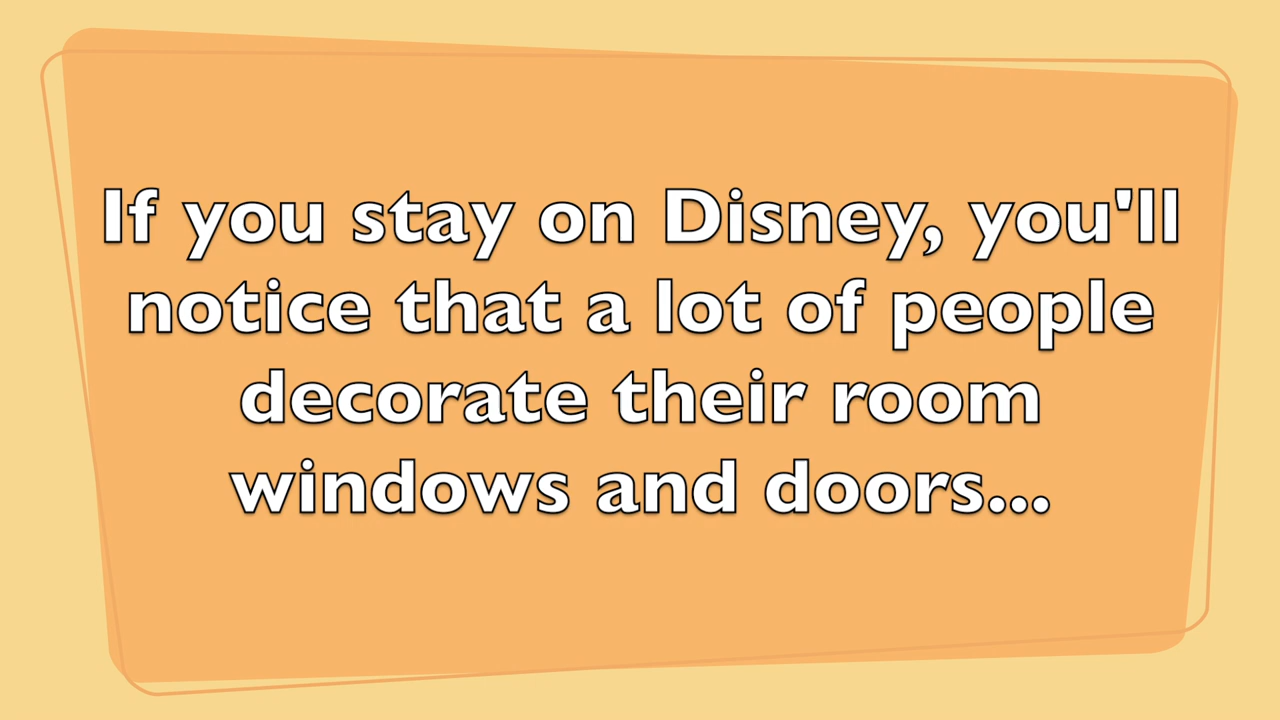 If you stay on Disney, you'll
notice that a lot of people
decorate their room
windows and doors...